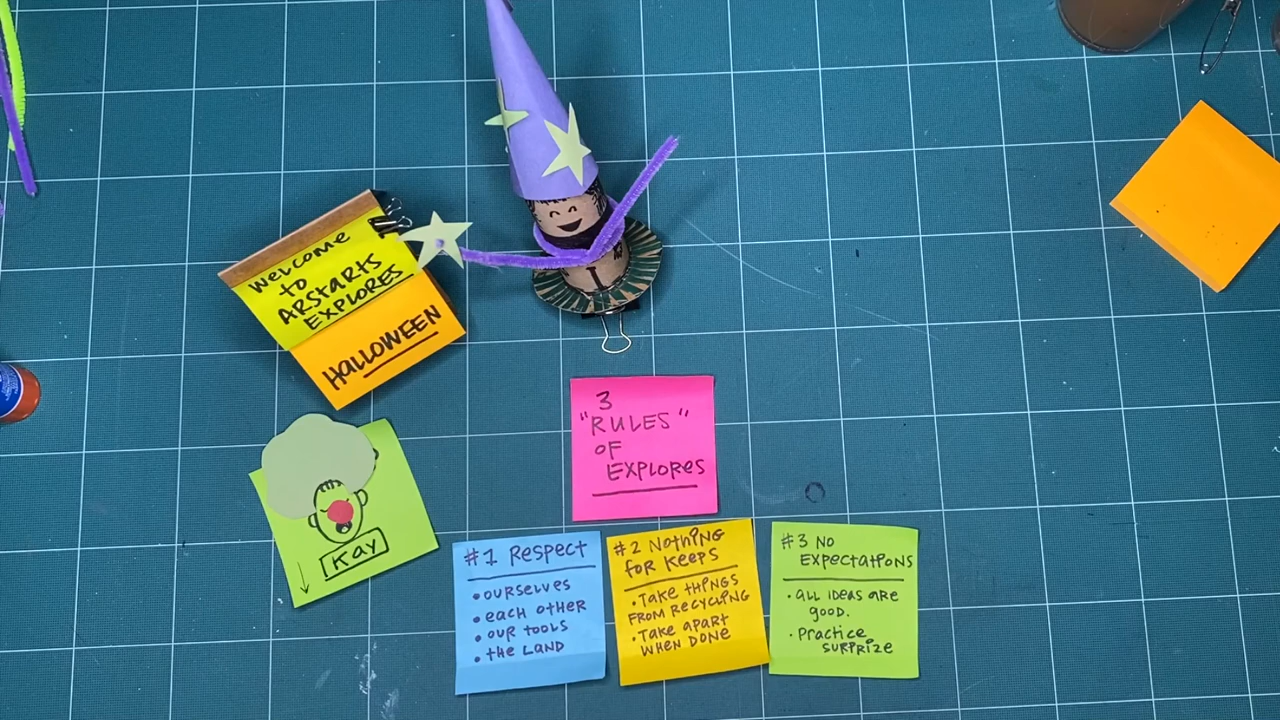 Welcome
to
ARStARtS
EXPLORES
HALLOWEEN
Kay
3
"RULES"
OF
EXPLORES
#1 Respect
• OURSELVES
• each other
• our tools
• the LAND
#2 Nothing
for Keeps
• Take things
FROM RECYCLING
• Take apart
WHEN DONE
#3 No
Expectations
• all ideas are
good.
• Practice
SURPRIZE